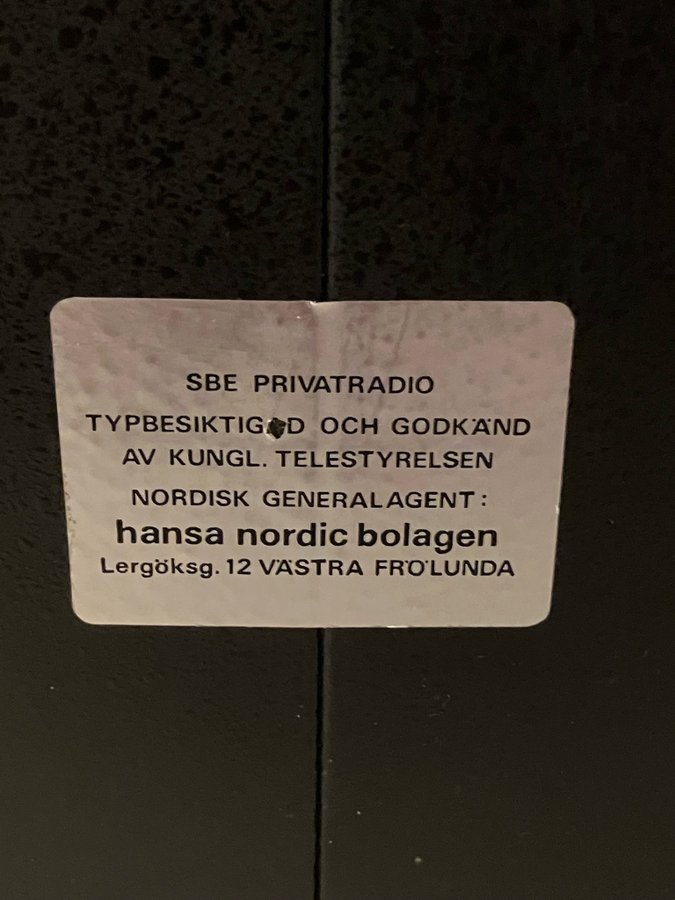 SBE PRIVATRADIO
TYPBESIKTIGAD OCH GODKÄND
AV KUNGL. TELESTYRELSEN
NORDISK GENERALAGENT:
hansa nordic bolagen
Lergöksg. 12 VÄSTRA FRÖLUNDA